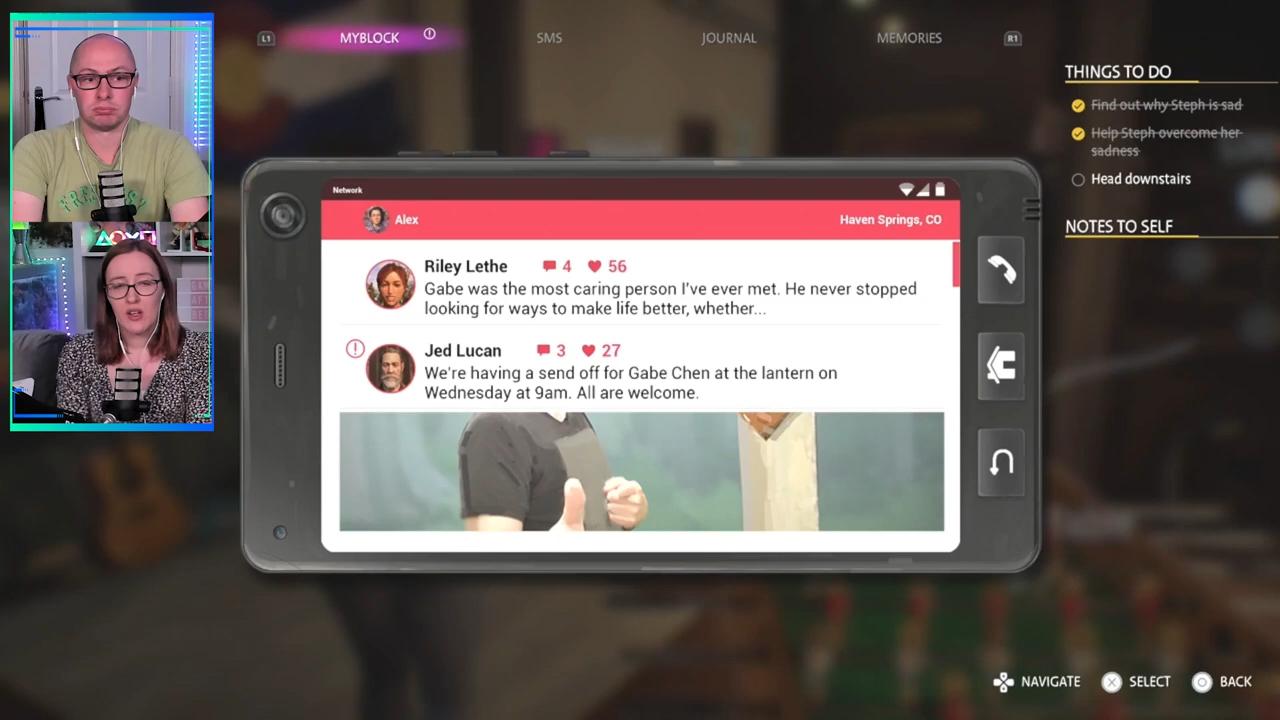 L1
MYBLOCK
SMS
JOURNAL
MEMORIES
R1
THINGS TO DO
Find out why Steph is sad
Help Steph overcome her
sadness
Head downstairs
NOTES TO SELF
Network
Alex
Haven Springs, CO
Riley Lethe 4 56
Gabe was the most caring person I've ever met. He never stopped
looking for ways to make life better, whether...
Jed Lucan 3 27
We're having a send off for Gabe Chen at the lantern on
Wednesday at 9am. All are welcome.
NAVIGATE
SELECT
BACK